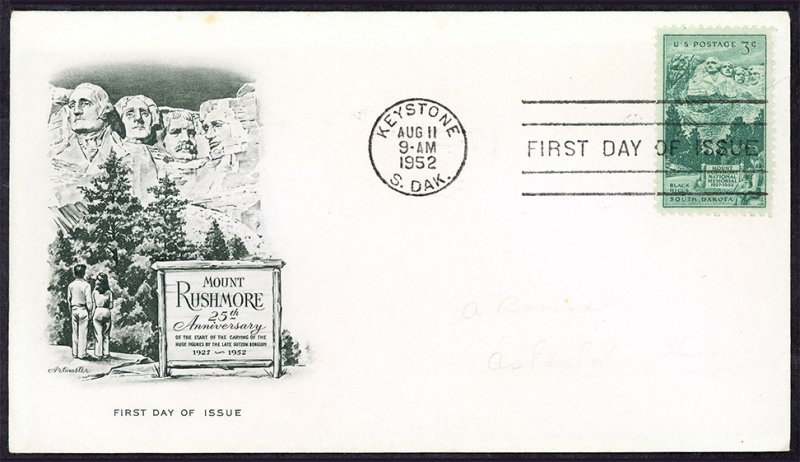 MOUNT
RUSHMORE
25th
Anniversary
OF THE START OF THE CARVING OF THE
HUGE FIGURES BY THE LATE GUTZON BORGLUM
1927 ~ 1952
Artmaster
FIRST DAY OF ISSUE
KEYSTONE
AUG 11
9-AM
1952
S. DAK.
FIRST DAY OF ISSUE
U S POSTAGE 3¢
MOUNT
NATIONAL
MEMORIAL
1927-1952
BLACK
HILLS
SOUTH DAKOTA